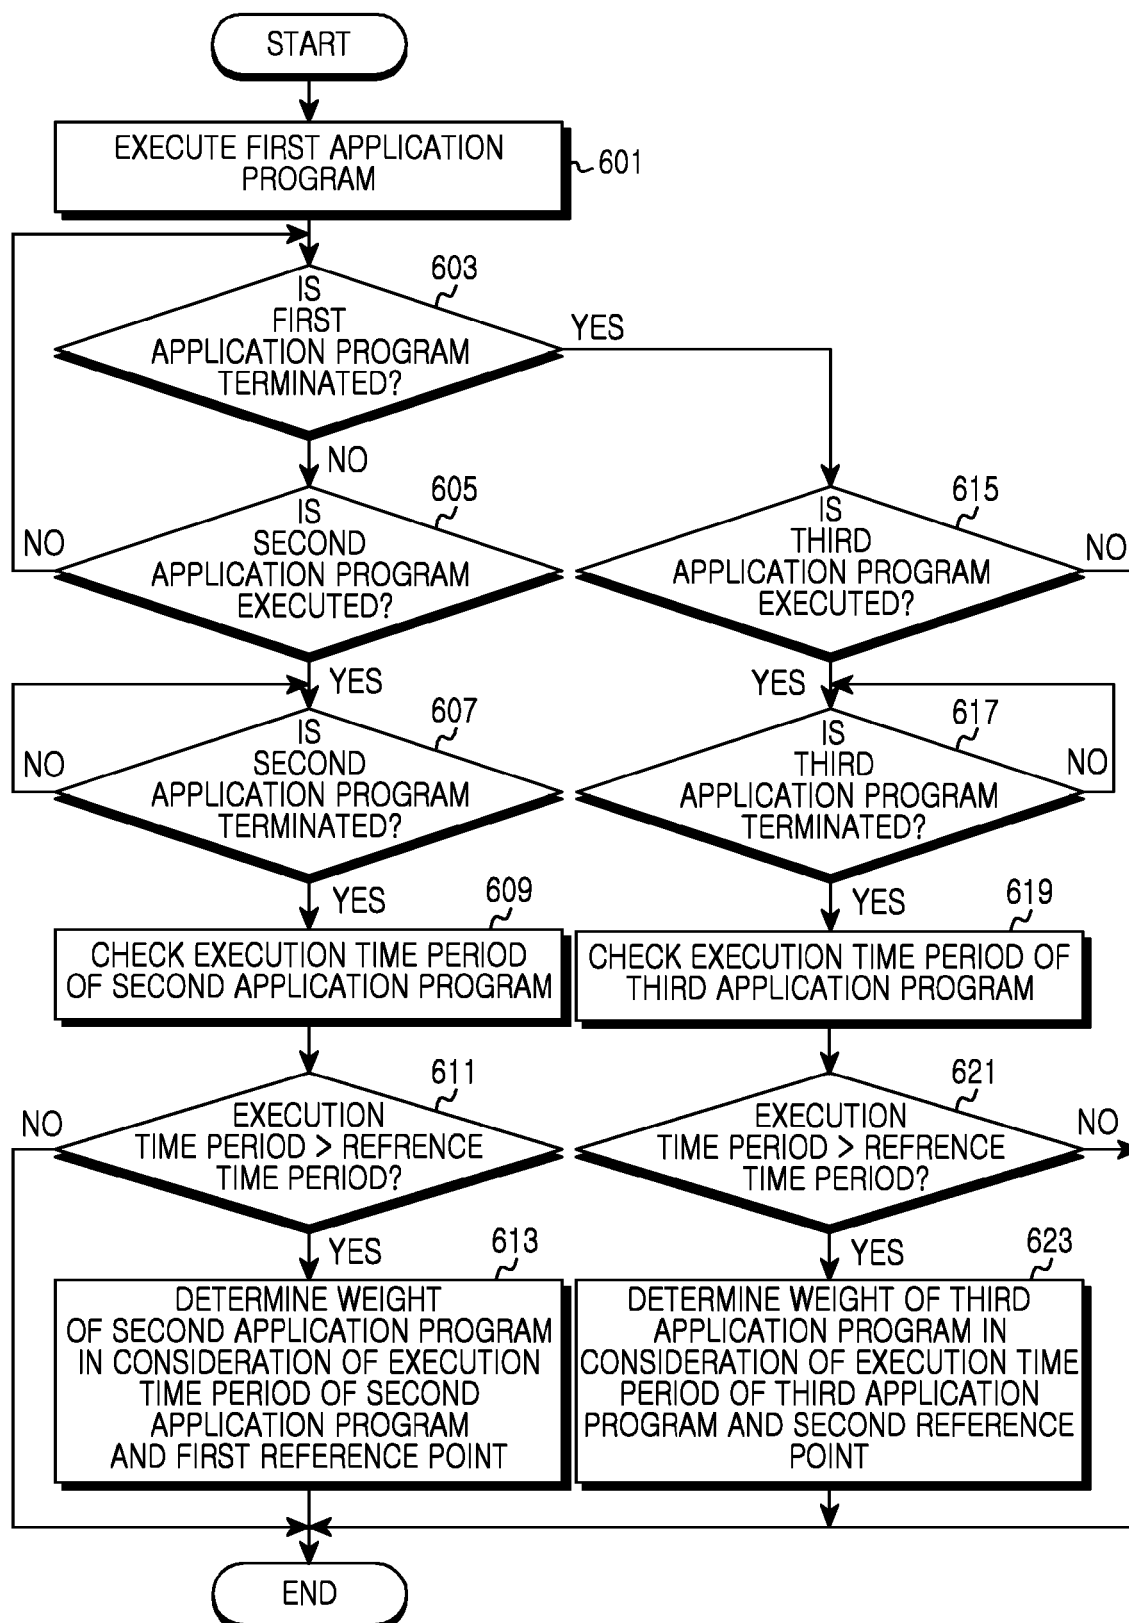 START
EXECUTE FIRST APPLICATION
PROGRAM
601
603
IS
FIRST
APPLICATION PROGRAM
TERMINATED?
YES
NO
605
IS
SECOND
APPLICATION PROGRAM
EXECUTED?
NO
YES
607
IS
SECOND
APPLICATION PROGRAM
TERMINATED?
NO
YES
609
CHECK EXECUTION TIME PERIOD
OF SECOND APPLICATION PROGRAM
611
EXECUTION
TIME PERIOD > REFRENCE
TIME PERIOD?
NO
YES
613
DETERMINE WEIGHT
OF SECOND APPLICATION PROGRAM
IN CONSIDERATION OF EXECUTION
TIME PERIOD OF SECOND
APPLICATION PROGRAM
AND FIRST REFERENCE POINT
615
IS
THIRD
APPLICATION PROGRAM
EXECUTED?
NO
YES
617
IS
THIRD
APPLICATION PROGRAM
TERMINATED?
NO
YES
619
CHECK EXECUTION TIME PERIOD OF
THIRD APPLICATION PROGRAM
621
EXECUTION
TIME PERIOD > REFRENCE
TIME PERIOD?
NO
YES
623
DETERMINE WEIGHT OF THIRD
APPLICATION PROGRAM IN
CONSIDERATION OF EXECUTION TIME
PERIOD OF THIRD APPLICATION
PROGRAM AND SECOND REFERENCE
POINT
END